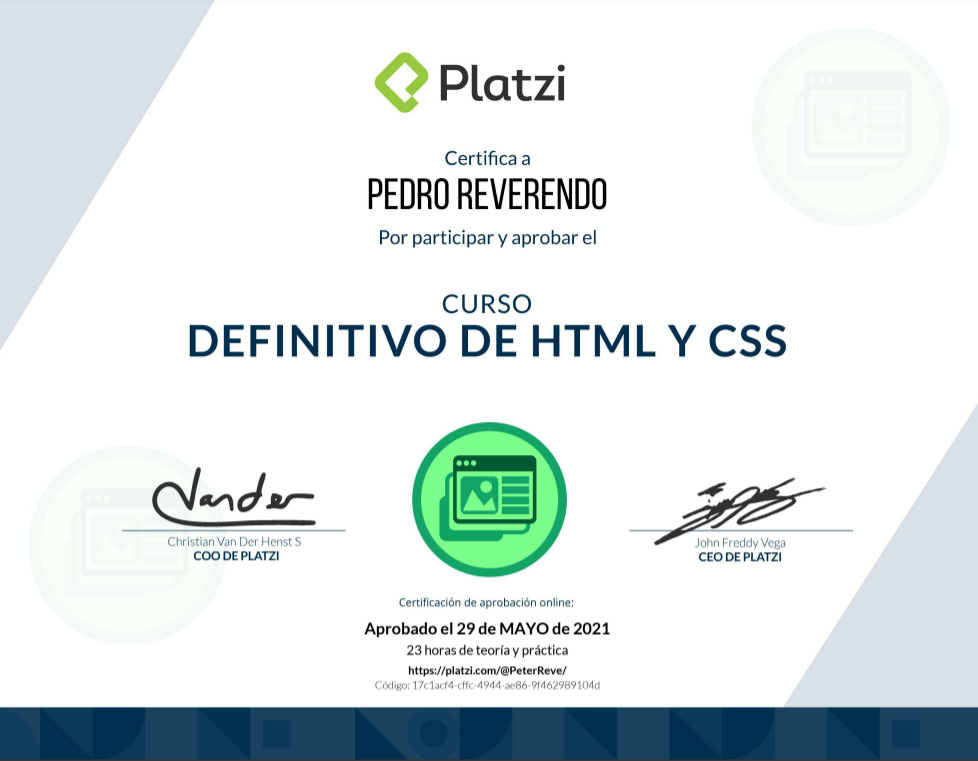 Platzi
Certifica a
PEDRO REVERENDO
Por participar y aprobar el
CURSO
DEFINITIVO DE HTML Y CSS
Vander
Christian Van Der Henst S
COO DE PLATZI
John Freddy Vega
CEO DE PLATZI
Certificación de aprobación online:
Aprobado el 29 de MAYO de 2021
23 horas de teoría y práctica
https://platzi.com/@PeterReve/
Código: 17c1acf4-cffc-4944-ae86-9f462989104d